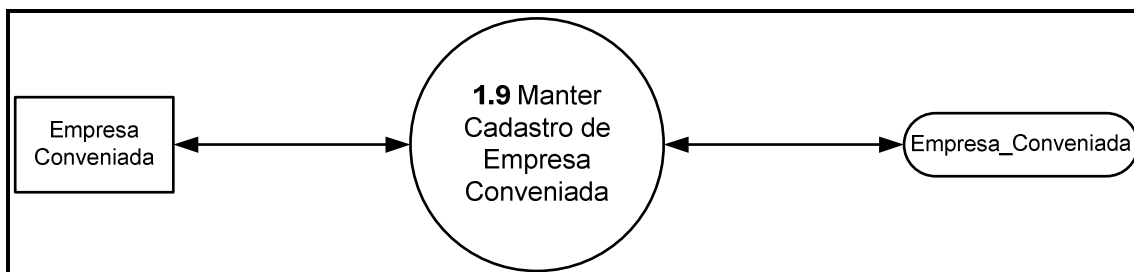 Empresa
Conveniada
1.9 Manter
Cadastro de
Empresa
Conveniada
Empresa_Conveniada